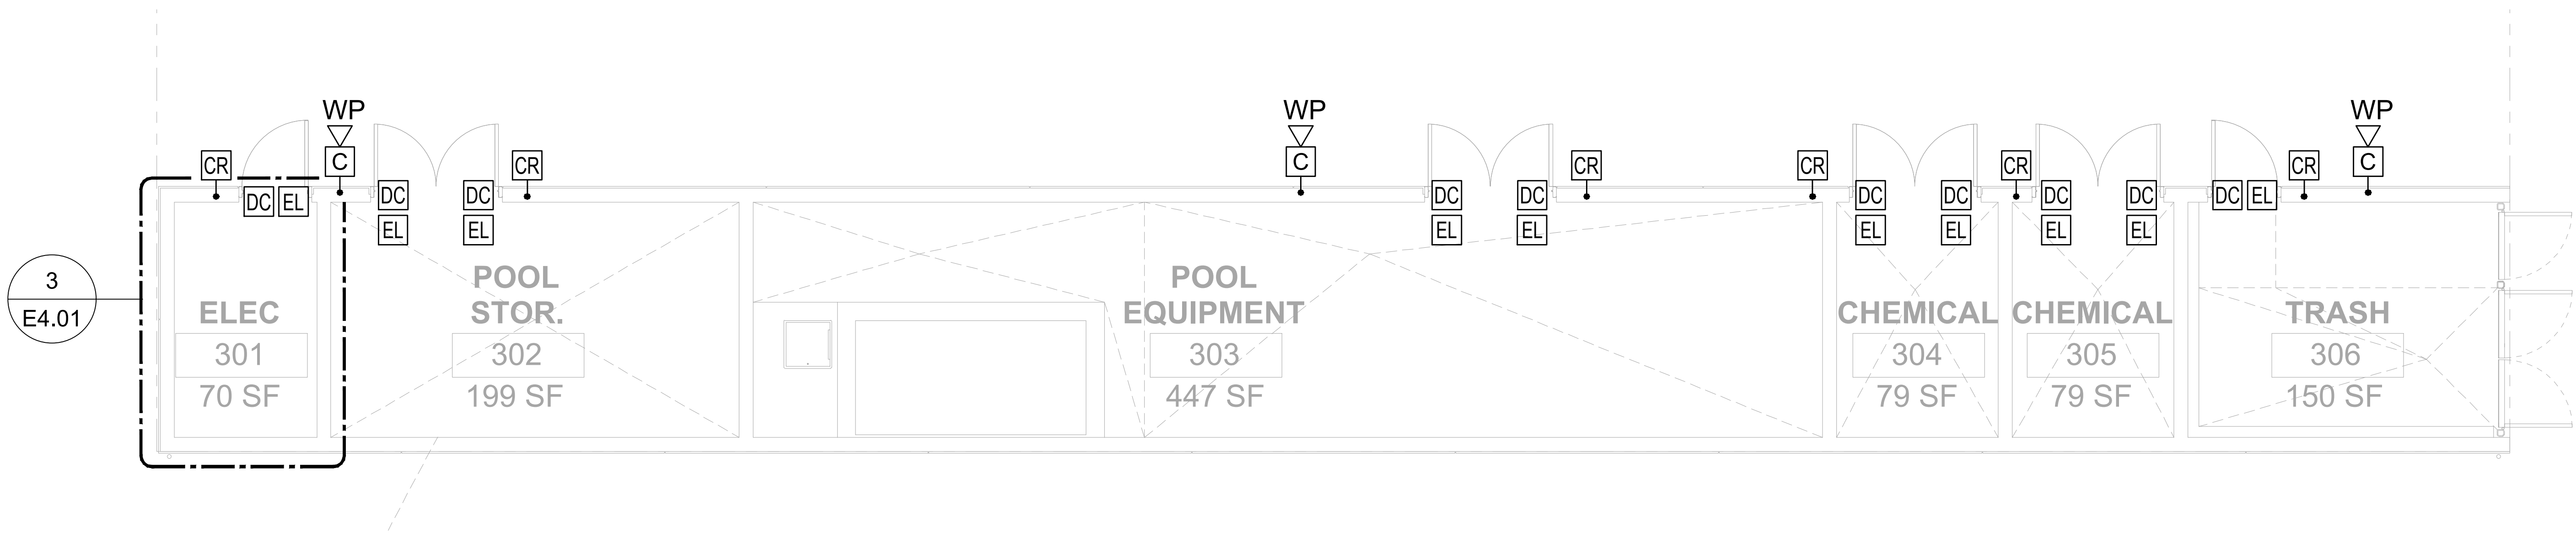 WP
WP
WP
C
C
C
CR
CR
CR
CR
CR
CR
DC
EL
DC
DC
DC
DC
DC
DC
DC
DC
DC
EL
EL
EL
EL
EL
EL
EL
EL
EL
3
E4.01
ELEC
301
70 SF
POOL
STOR.
302
199 SF
POOL
EQUIPMENT
303
447 SF
CHEMICAL
304
79 SF
CHEMICAL
305
79 SF
TRASH
306
150 SF